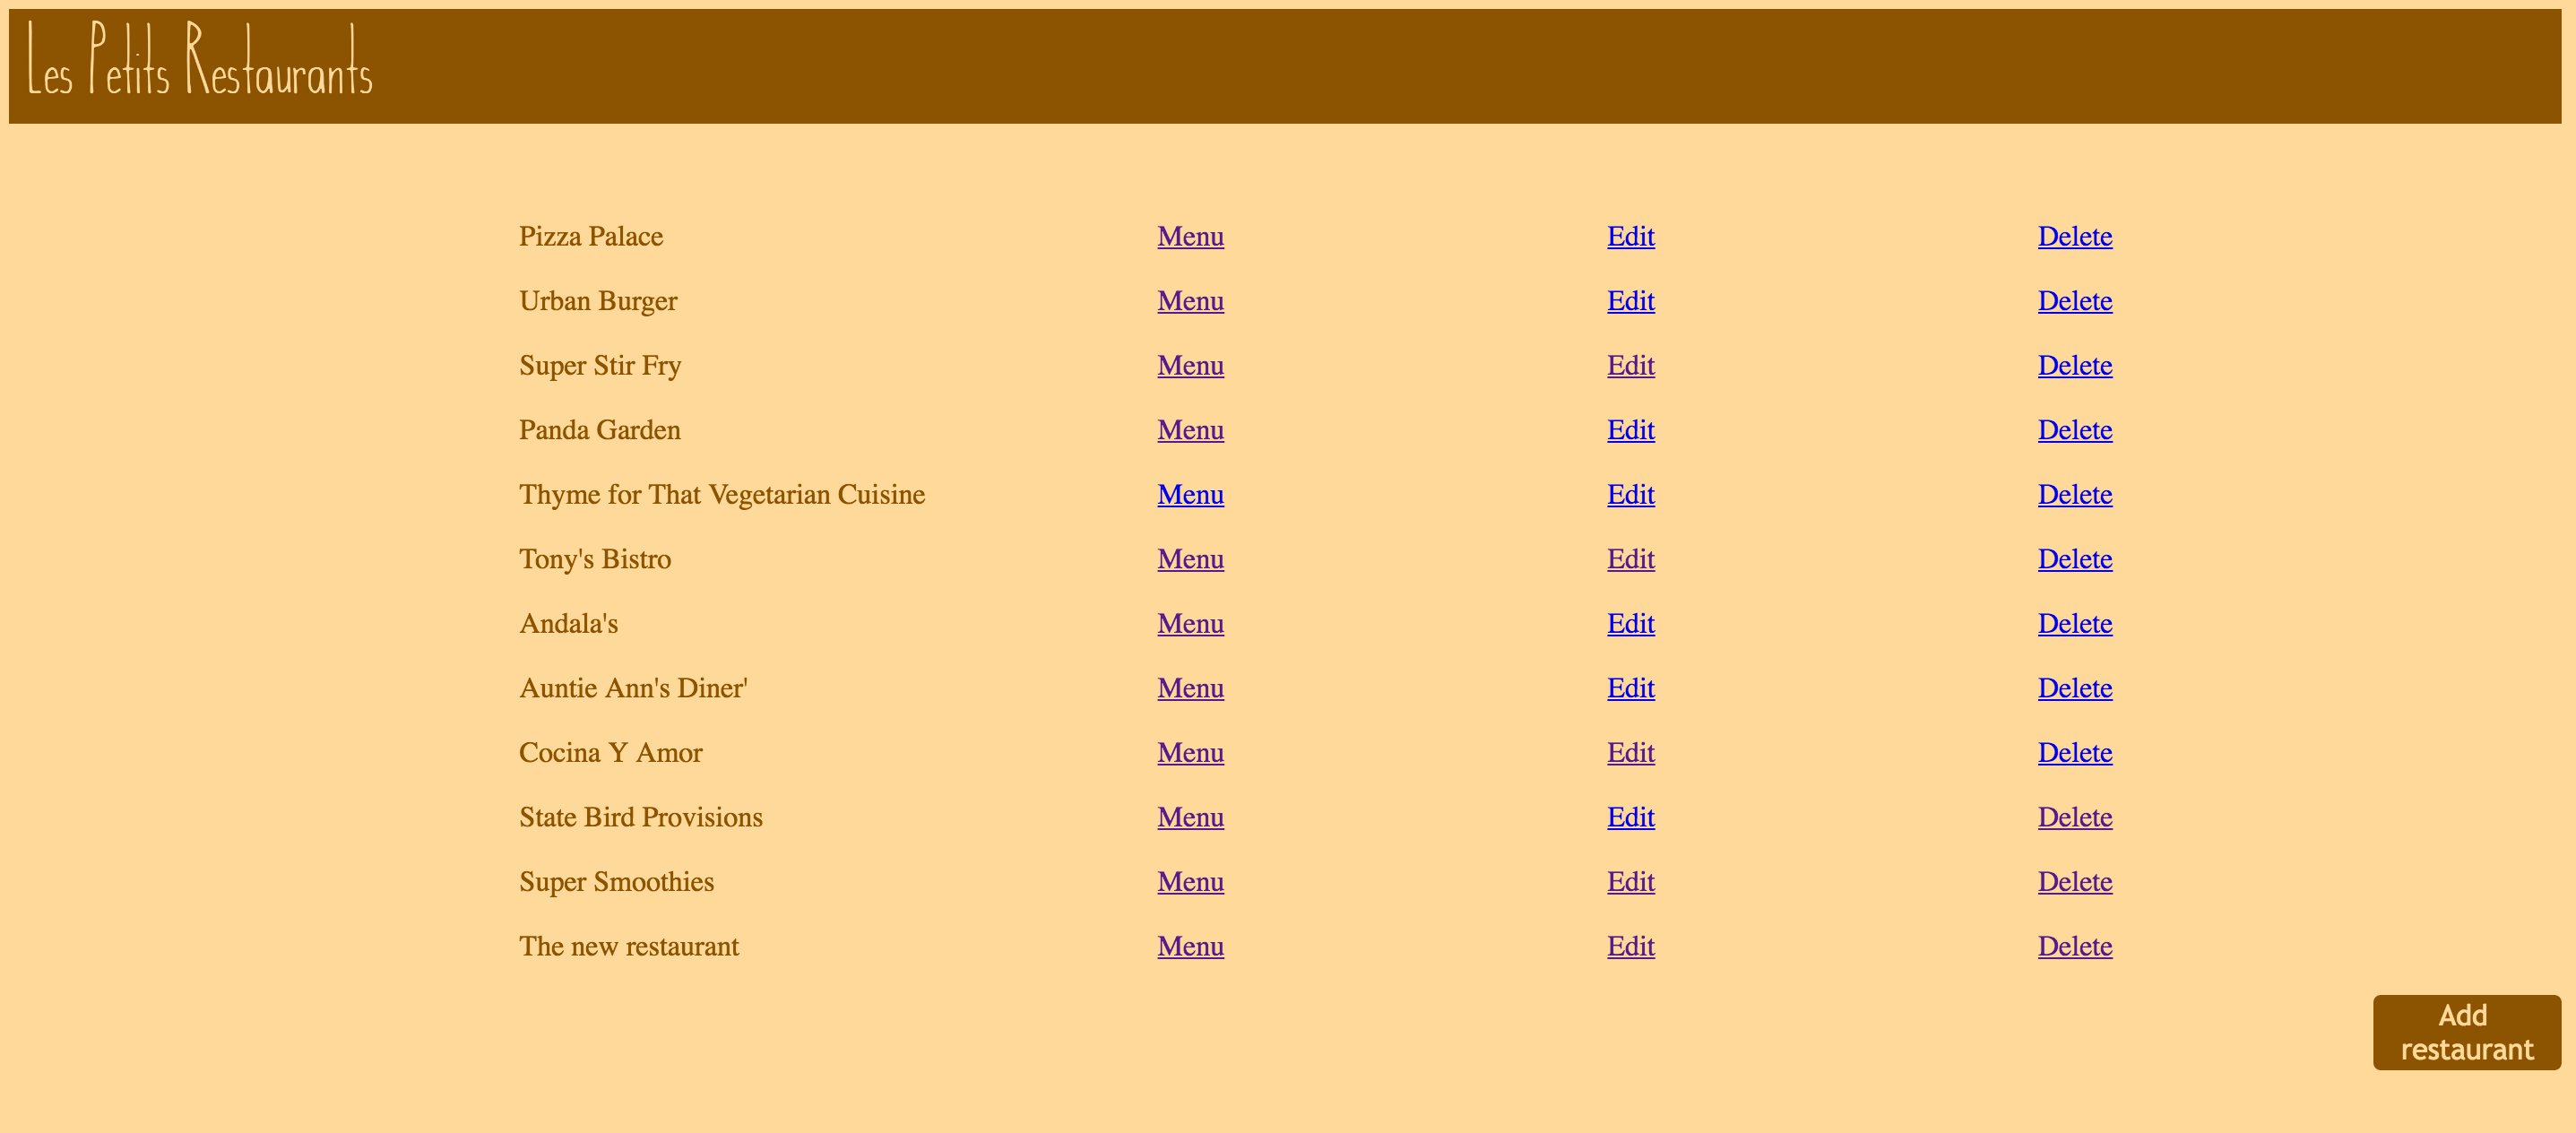 Les Petits Restaurants
Pizza Palace Menu Edit Delete
Urban Burger Menu Edit Delete
Super Stir Fry Menu Edit Delete
Panda Garden Menu Edit Delete
Thyme for That Vegetarian Cuisine Menu Edit Delete
Tony's Bistro Menu Edit Delete
Andala's Menu Edit Delete
Auntie Ann's Diner' Menu Edit Delete
Cocina Y Amor Menu Edit Delete
State Bird Provisions Menu Edit Delete
Super Smoothies Menu Edit Delete
The new restaurant Menu Edit Delete
Add
restaurant